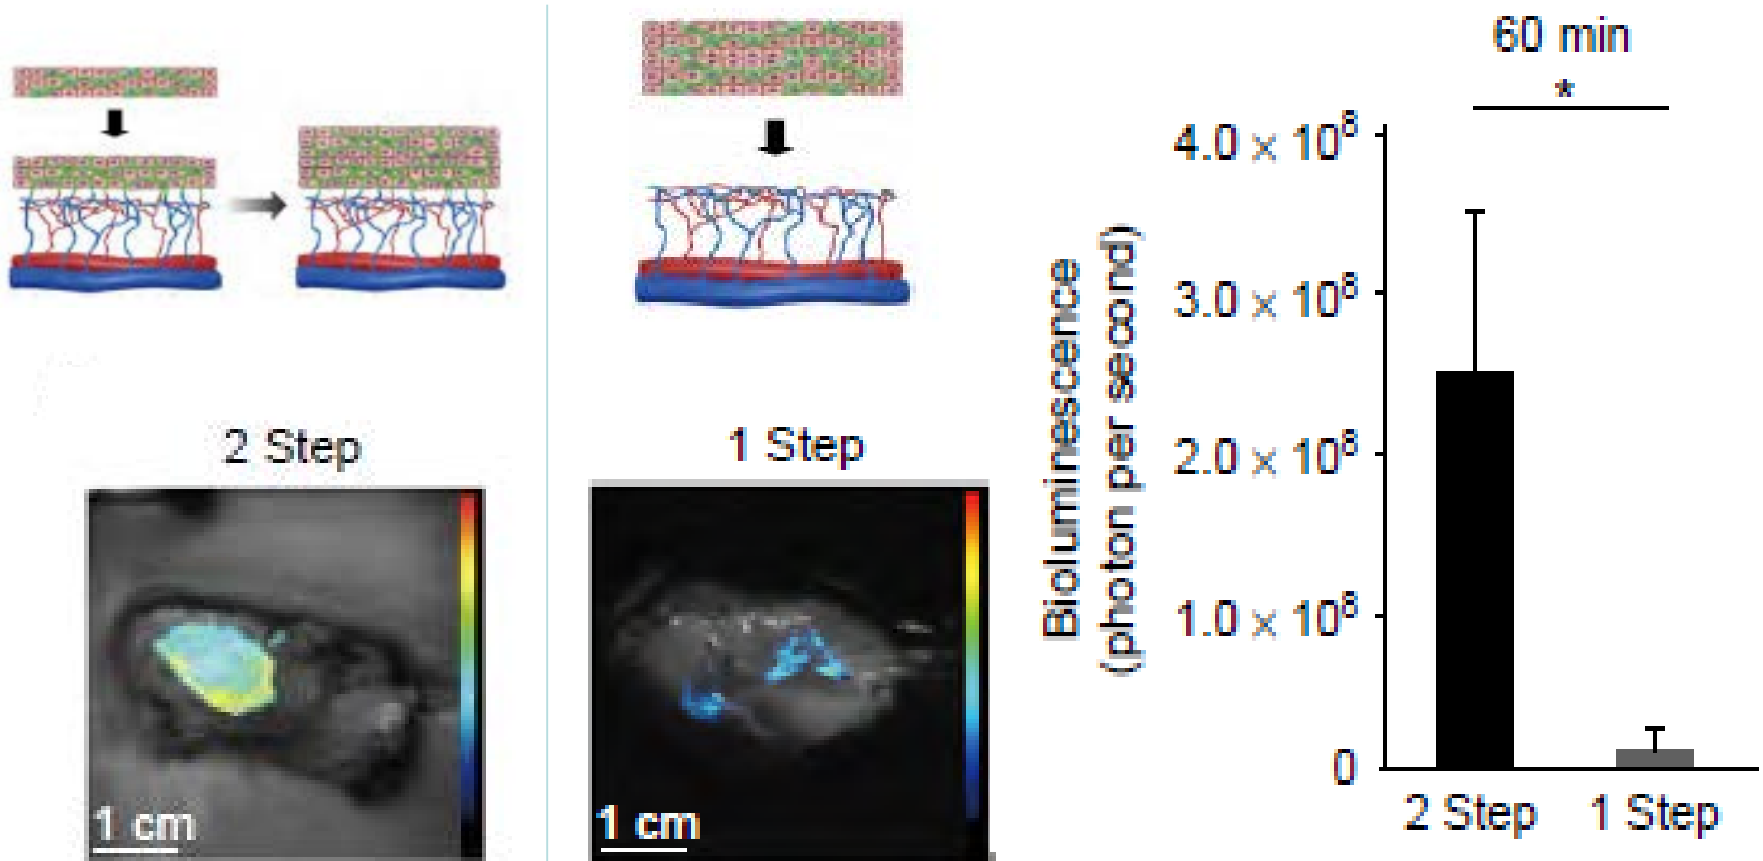 2 Step
1 cm
1 Step
1 cm
60 min
*
Bioluminescence
(photon per second)
4.0 × 10⁸
3.0 × 10⁸
2.0 × 10⁸
1.0 × 10⁸
0
2 Step
1 Step